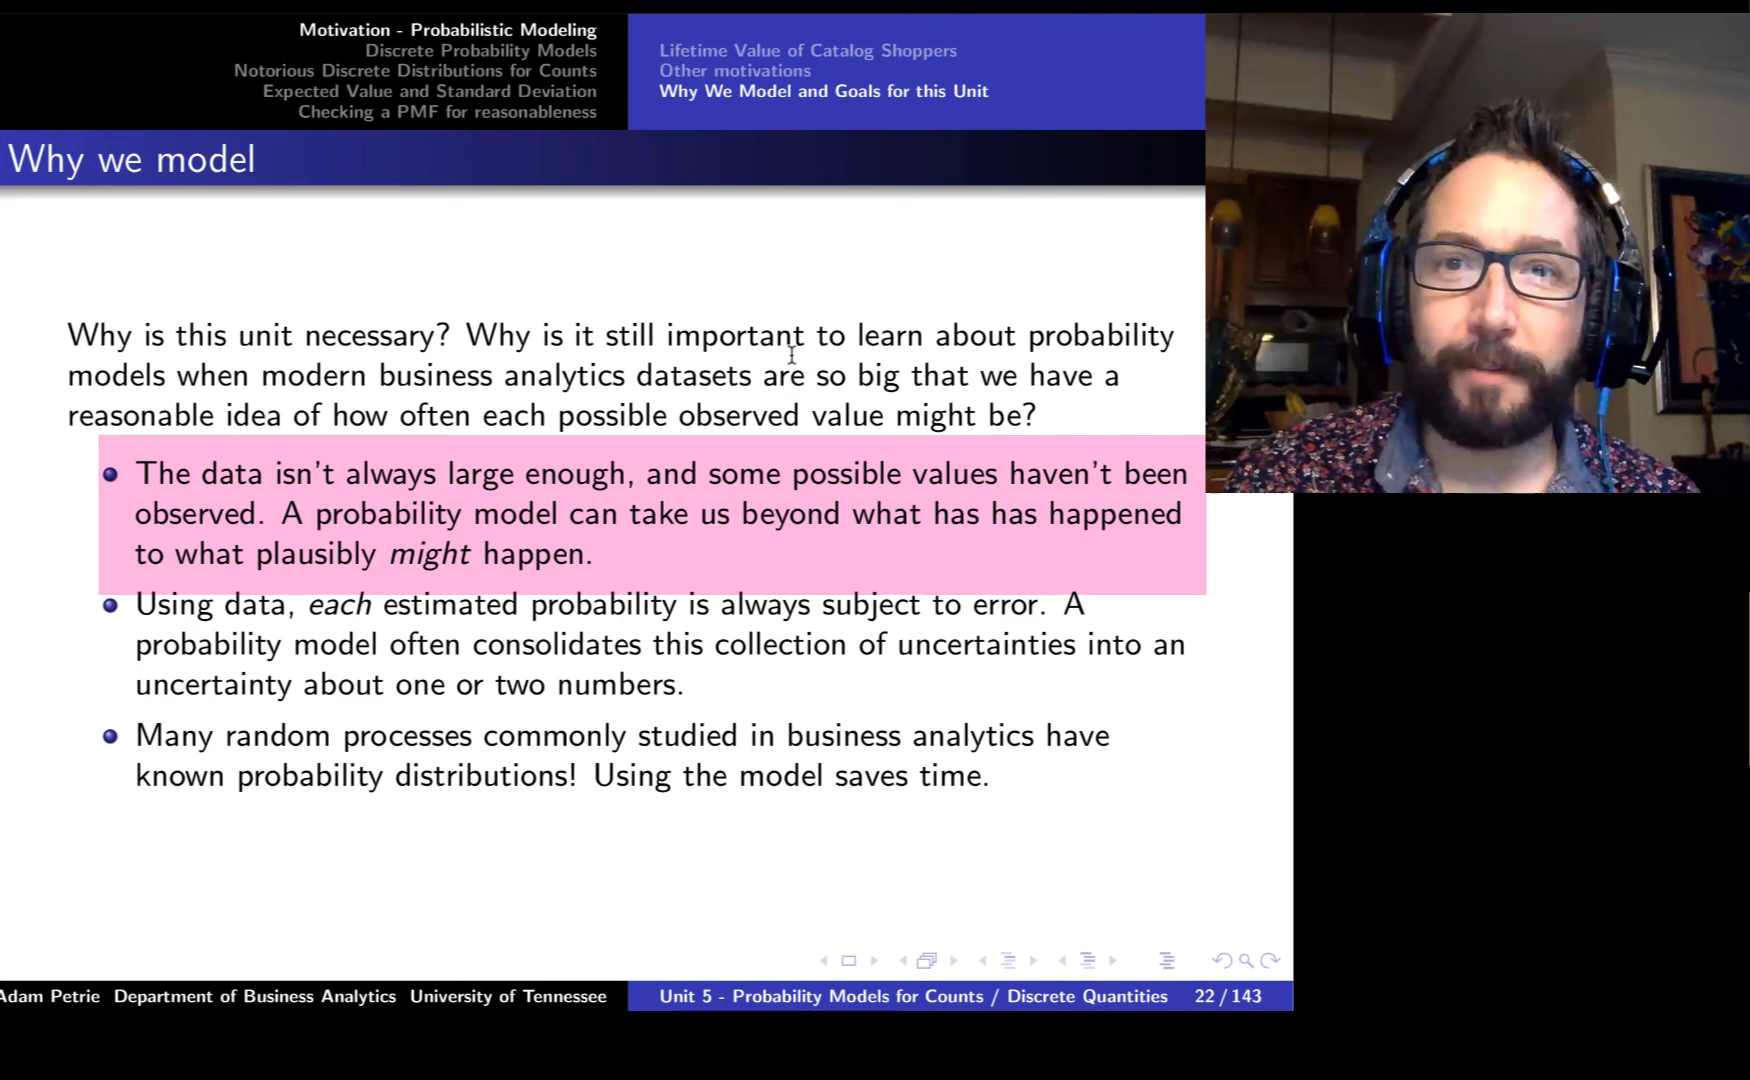 Motivation - Probabilistic Modeling
Discrete Probability Models
Notorious Discrete Distributions for Counts
Expected Value and Standard Deviation
Checking a PMF for reasonableness
Lifetime Value of Catalog Shoppers
Other motivations
Why We Model and Goals for this Unit
Why we model
Why is this unit necessary? Why is it still important to learn about probability
models when modern business analytics datasets are so big that we have a
reasonable idea of how often each possible observed value might be?
The data isn't always large enough, and some possible values haven't been
observed. A probability model can take us beyond what has has happened
to what plausibly might happen.
Using data, each estimated probability is always subject to error. A
probability model often consolidates this collection of uncertainties into an
uncertainty about one or two numbers.
Many random processes commonly studied in business analytics have
known probability distributions! Using the model saves time.
Adam Petrie Department of Business Analytics University of Tennessee
Unit 5 - Probability Models for Counts / Discrete Quantities 22 / 143